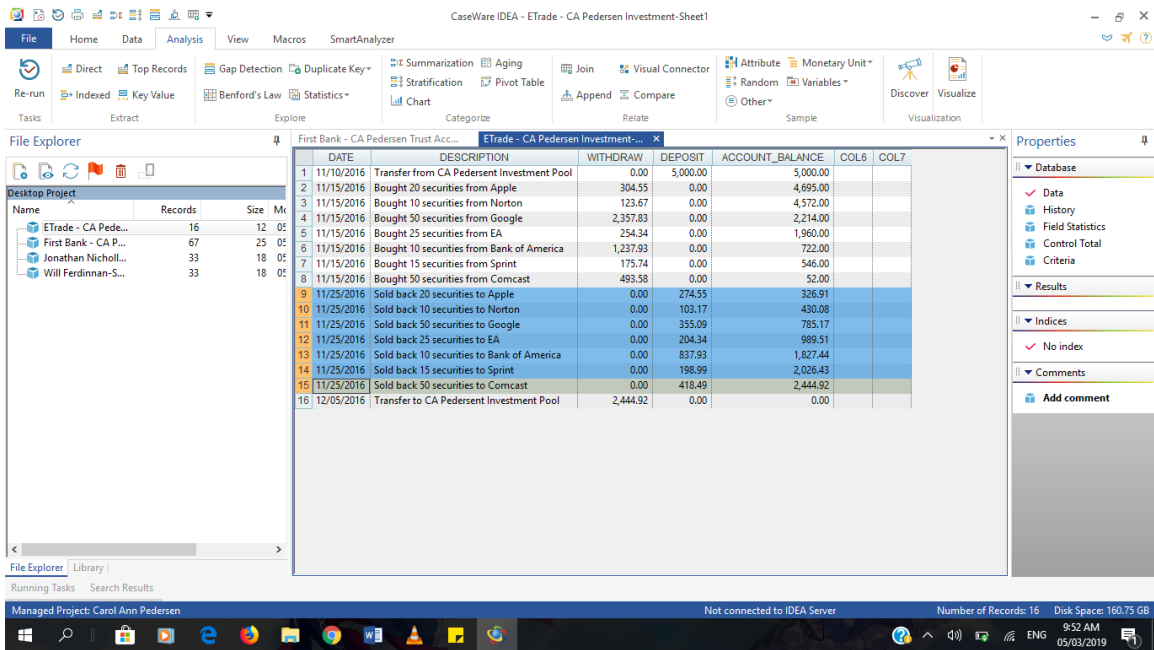 CaseWare IDEA - ETrade - CA Pedersen Investment-Sheet1
File Home Data Analysis View Macros SmartAnalyzer
Re-run
Tasks
Direct Top Records
Indexed Key Value
Extract
Gap Detection Duplicate Key
Benford's Law Statistics
Explore
Summarization Aging
Stratification Pivot Table
Chart
Categorize
Join Visual Connector
Append Compare
Relate
Attribute Monetary Unit
Random Variables
Other
Sample
Discover Visualize
Visualization
File Explorer
Desktop Project
Name Records Size
ETrade - CA Pede... 16 12
First Bank - CA P... 67 25
Jonathan Nicholl... 33 18
Will Ferdinnan-S... 33 18
File Explorer Library
Running Tasks Search Results
First Bank - CA Pedersen Trust Acc... ETrade - CA Pedersen Investment-...
DATE DESCRIPTION WITHDRAW DEPOSIT ACCOUNT_BALANCE COL6 COL7
1 11/10/2016 Transfer from CA Pedersent Investment Pool 0.00 5,000.00 5,000.00
2 11/15/2016 Bought 20 securities from Apple 304.55 0.00 4,695.00
3 11/15/2016 Bought 10 securities from Norton 123.67 0.00 4,572.00
4 11/15/2016 Bought 50 securities from Google 2,357.83 0.00 2,214.00
5 11/15/2016 Bought 25 securities from EA 254.34 0.00 1,960.00
6 11/15/2016 Bought 10 securities from Bank of America 1,237.93 0.00 722.00
7 11/15/2016 Bought 15 securities from Sprint 175.74 0.00 546.00
8 11/15/2016 Bought 50 securities from Comcast 493.58 0.00 52.00
9 11/25/2016 Sold back 20 securities to Apple 0.00 274.55 326.91
10 11/25/2016 Sold back 10 securities to Norton 0.00 103.17 430.08
11 11/25/2016 Sold back 50 securities to Google 0.00 355.09 785.17
12 11/25/2016 Sold back 25 securities to EA 0.00 204.34 989.51
13 11/25/2016 Sold back 10 securities to Bank of America 0.00 837.93 1,827.44
14 11/25/2016 Sold back 15 securities to Sprint 0.00 198.99 2,026.43
15 11/25/2016 Sold back 50 securities to Comcast 0.00 418.49 2,444.92
16 12/05/2016 Transfer to CA Pedersent Investment Pool 2,444.92 0.00 0.00
Properties
Database
Data
History
Field Statistics
Control Total
Criteria
Results
Indices
No index
Comments
Add comment
Managed Project: Carol Ann Pedersen Not connected to IDEA Server Number of Records: 16 Disk Space: 160.75 GB
ENG
9:52 AM
05/03/2019